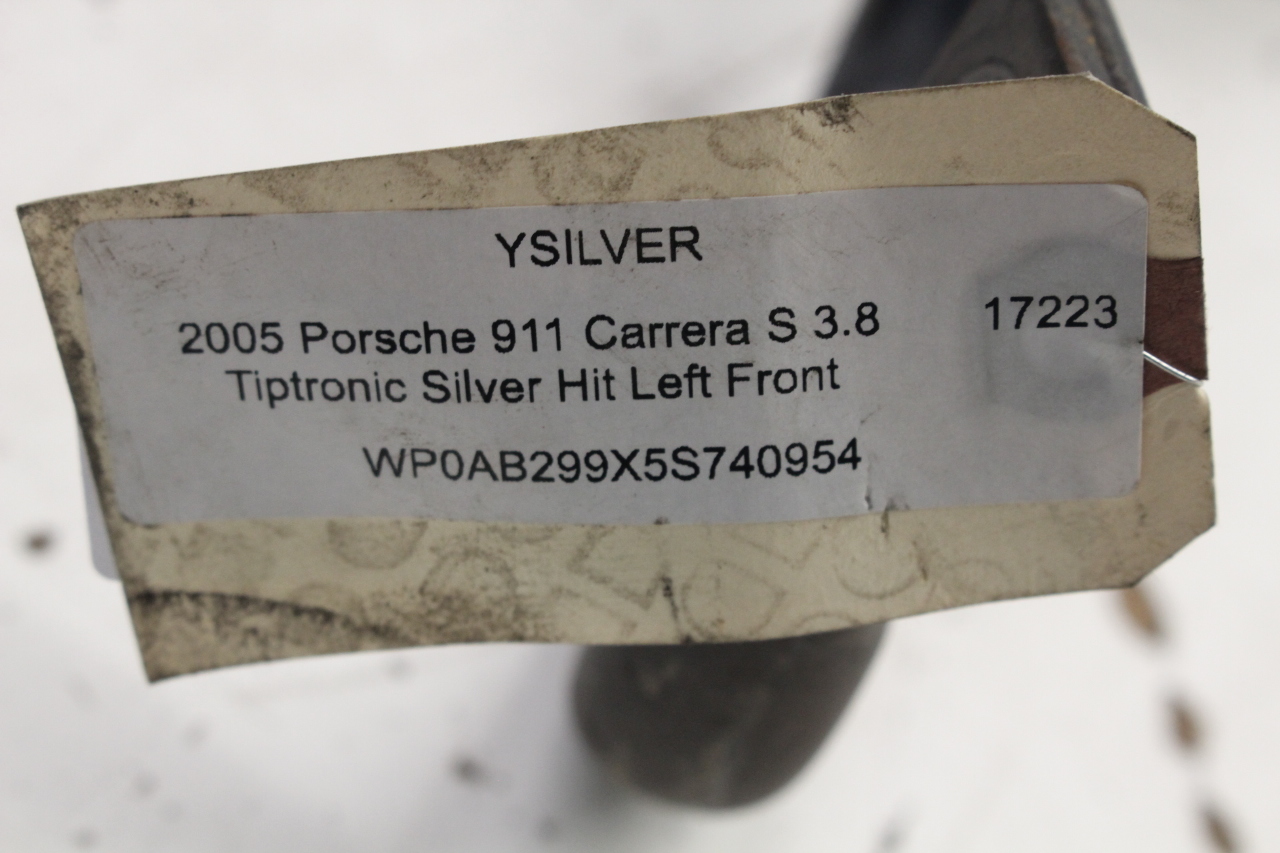 YSILVER
2005 Porsche 911 Carrera S 3.8 17223
Tiptronic Silver Hit Left Front
WP0AB299X5S740954